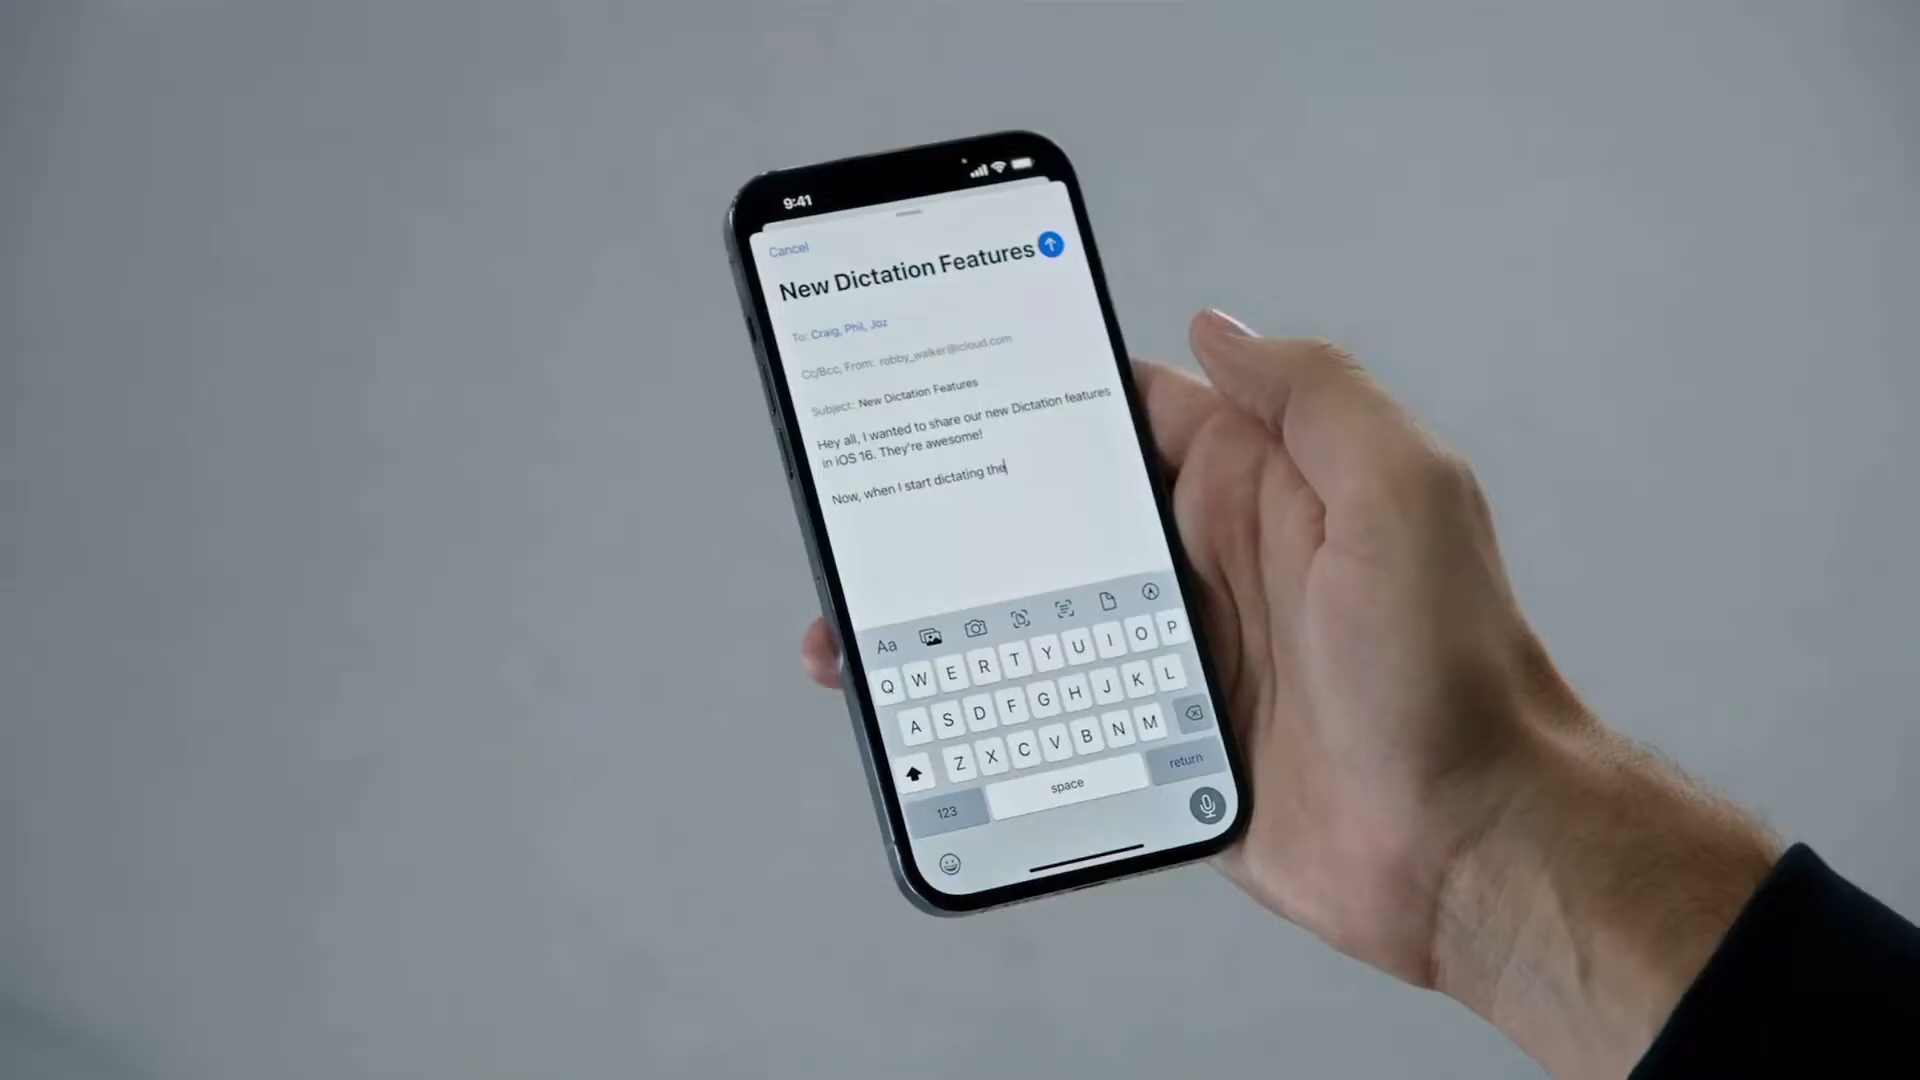 9:41
Cancel
New Dictation Features
To: Craig, Phil, Joz
Cc/Bcc, From: robby_walker@icloud.com
Subject: New Dictation Features
Hey all, I wanted to share our new Dictation features
in iOS 16. They're awesome!
Now, when I start dictating the
Aa
Q W E R T Y U I O P
A S D F G H J K L
Z X C V B N M
123 space return